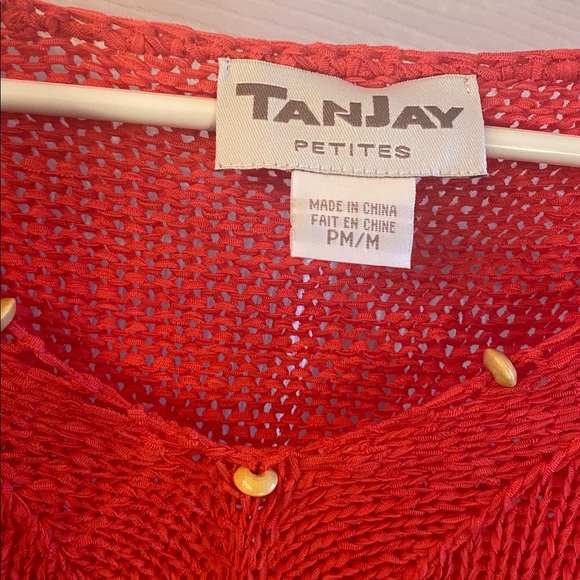 TANJAY
PETITES
MADE IN CHINA
FAIT EN CHINE
PM/M